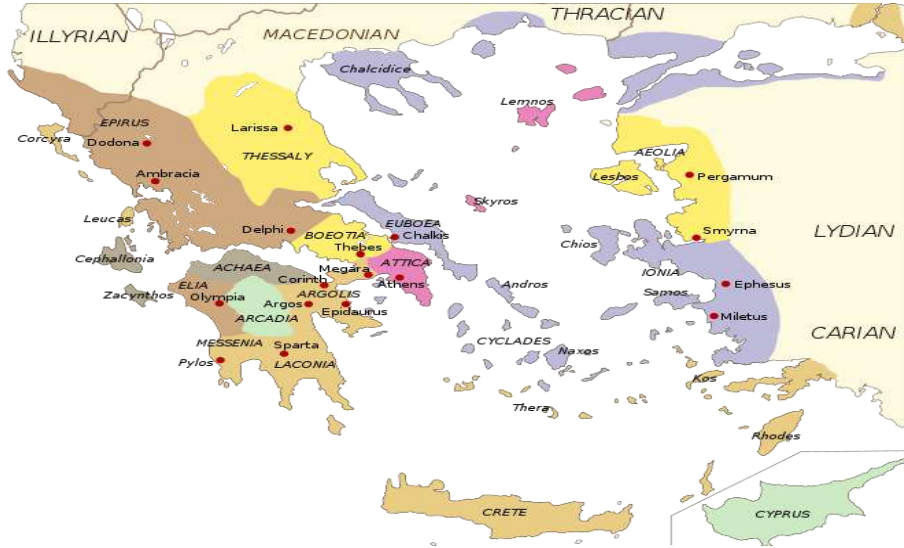 THRACIAN
ILLYRIAN
MACEDONIAN
Chalcidice
Lemnos
EPIRUS
Larissa
Corcyra
Dodona
THESSALY
AEOLIA
Ambracia
Lesbos
Pergamum
Skyros
Leucas
EUBOEA
Delphi
BOEOTIA
Chalkis
Smyrna
LYDIAN
Thebes
Chios
Cephallonia
ACHAEA
Megara
ATTICA
IONIA
Corinth
Athens
Ephesus
ELIA
Andros
Zacynthos
Olympia
ARGOLIS
Samos
Argos
Epidaurus
Miletus
ARCADIA
CARIAN
MESSENIA
Sparta
CYCLADES
Naxos
Pylos
LACONIA
Kos
Thera
Rhodes
CRETE
CYPRUS